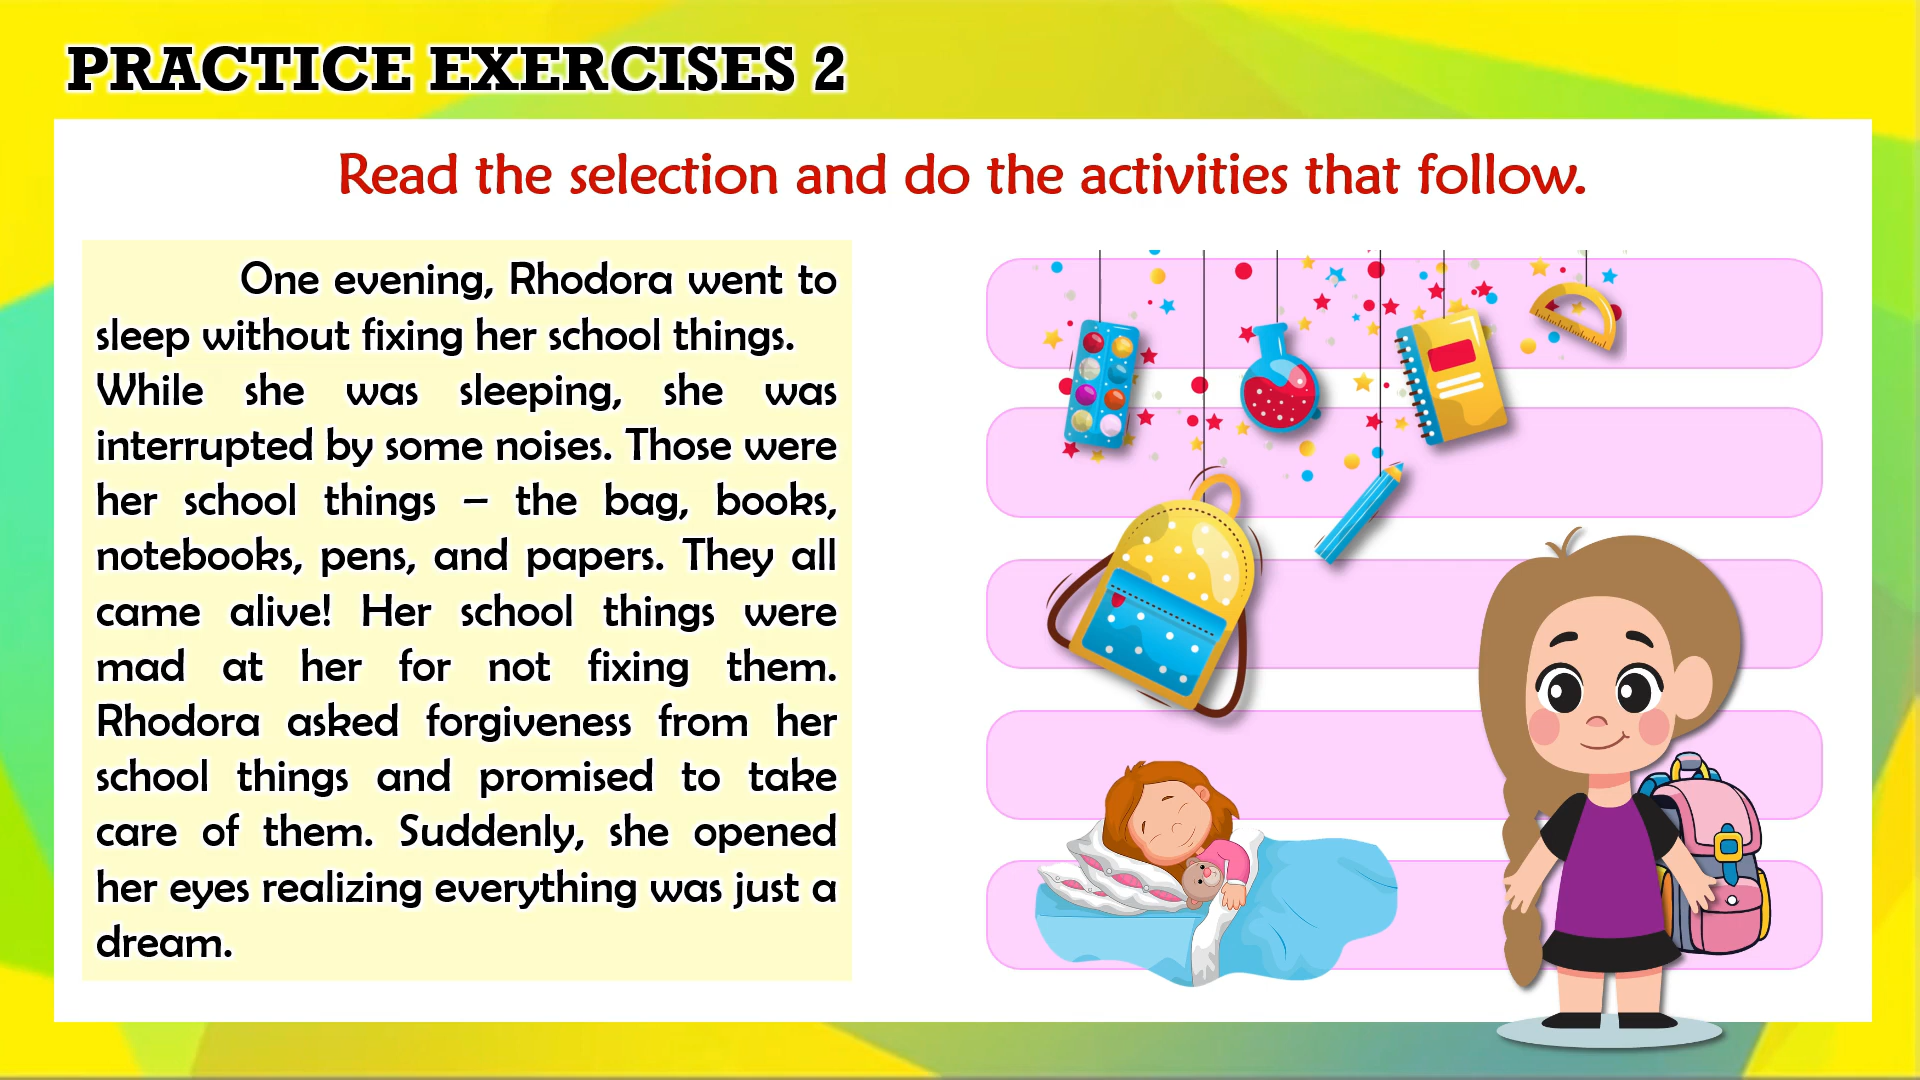 PRACTICE EXERCISES 2
Read the selection and do the activities that follow.
One evening, Rhodora went to
sleep without fixing her school things.
While she was sleeping, she was
interrupted by some noises. Those were
her school things – the bag, books,
notebooks, pens, and papers. They all
came alive! Her school things were
mad at her for not fixing them.
Rhodora asked forgiveness from her
school things and promised to take
care of them. Suddenly, she opened
her eyes realizing everything was just a
dream.